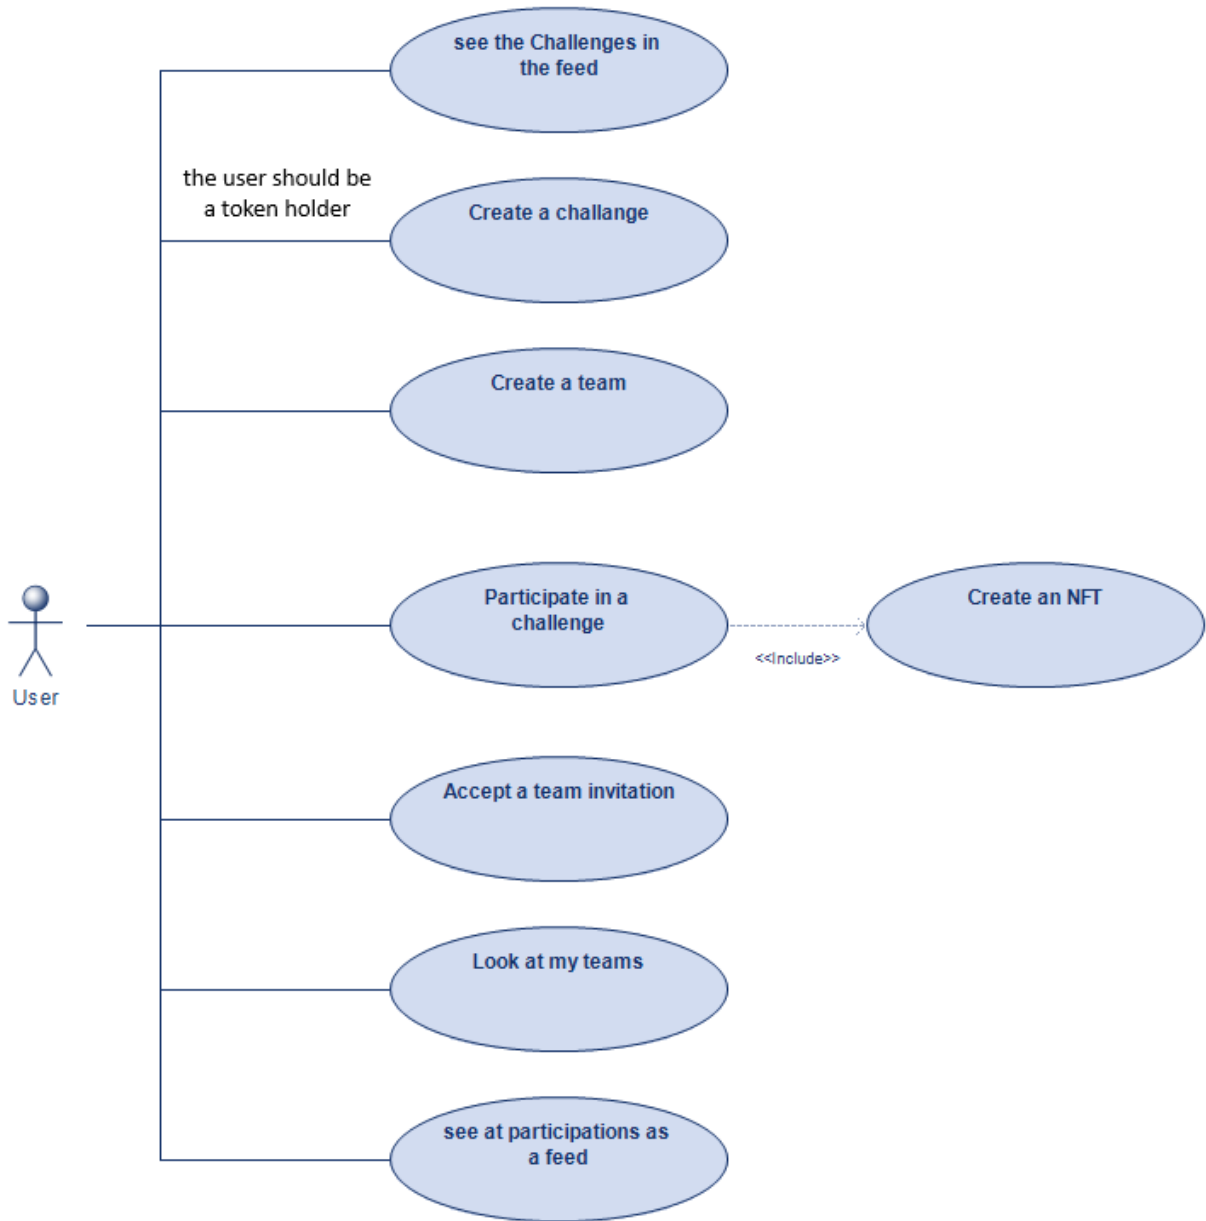 see the Challenges in
the feed
the user should be
a token holder
Create a challange
Create a team
Participate in a
challenge
Create an NFT
<<Include>>
User
Accept a team invitation
Look at my teams
see at participations as
a feed